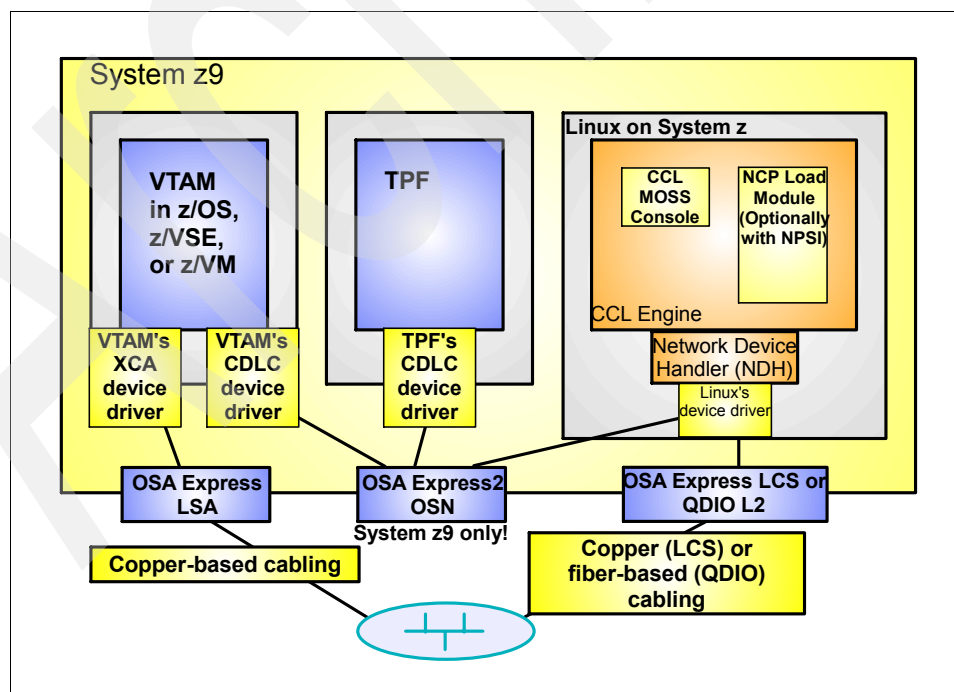 System z9
VTAM
in z/OS,
z/VSE,
or z/VM
TPF
Linux on System z
CCL
MOSS
Console
NCP Load
Module
(Optionally
with NPSI)
CCL Engine
VTAM's
XCA
device
driver
VTAM's
CDLC
device
driver
TPF's
CDLC
device
driver
Network Device
Handler (NDH)
Linux's
device driver
OSA Express
LSA
OSA Express2
OSN
System z9 only!
OSA Express LCS or
QDIO L2
Copper-based cabling
Copper (LCS) or
fiber-based (QDIO)
cabling